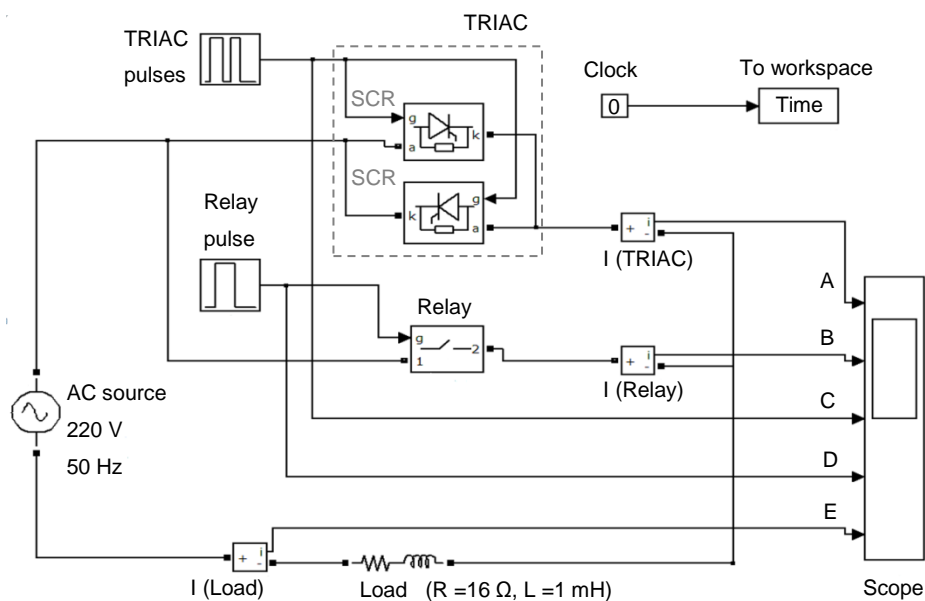 TRIAC
TRIAC
pulses
Clock
To workspace
0
Time
SCR
g
a
k
SCR
k
g
a
Relay
pulse
+
i
-
I (TRIAC)
A
Relay
g
1
2
B
+
i
-
I (Relay)
AC source
220 V
50 Hz
C
D
E
+
i
-
I (Load)
Load (R =16 Ω, L =1 mH)
Scope